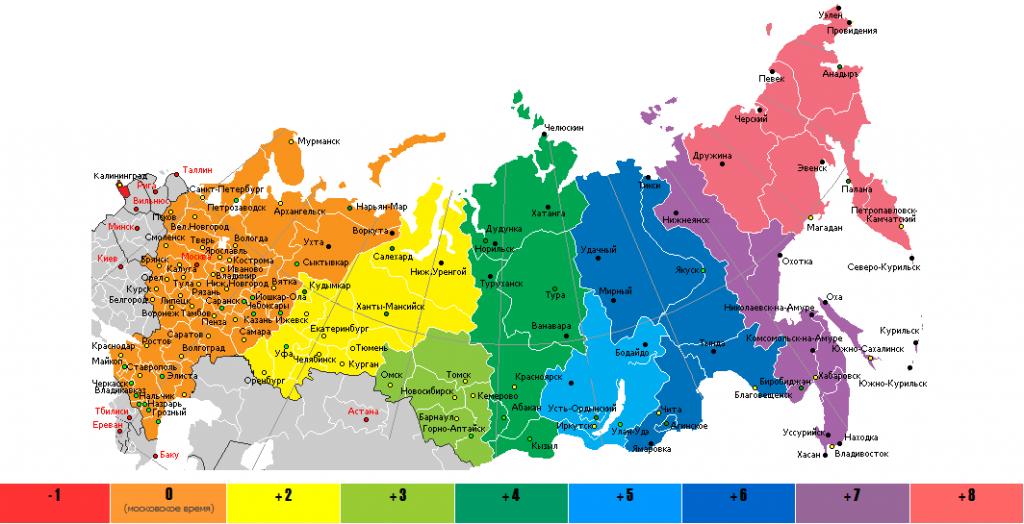 Уэлен
Провидения
Певек
Анадырь
Черский
Челюскин
Мурманск
Дружина
Эвенск
Таллин
Калининград
Рига
Санкт-Петербург
Палана
Тикси
Вильнюс
Петрозаводск
Нарьян-Мар
Архангельск
Хатанга
Нижнеянск
Петропавловск-
Камчатский
Псков
Минск
Вел.Новгород
Воркута
Дудунка
Магадан
Смоленск
Тверь
Вологда
Ухта
Норильск
Ярославль
Салехард
Удачный
Киев
Брянск
Москва
Кострома
Сыктывкар
Охотка
Северо-Курильск
Калуга
Иваново
Ниж.Уренгой
Якуск
Орел
Владимир
Тула
Ниж.Новгород
Вятка
Туруханск
Курск
Рязань
Кудымкар
Тура
Мирный
Белгород
Липецк
Саранск
Йошкар-Ола
Чебоксары
Ханты-Мансийск
Николаевск-на-Амуре
Оха
Воронеж
Тамбов
Пенза
Казань
Ижевск
Ванавара
Саратов
Самара
Екатеринбург
Курильск
Краснодар
Ростов
Волгоград
Уфа
Тюмень
Бодайдо
Тында
Комсомольск-на-Амуре
Южно-Сахалинск
Майкоп
Ставрополь
Челябинск
Курган
Черкасск
Элиста
Оренбург
Омск
Томск
Красноярск
Биробиджан
Хабаровск
Южно-Курильск
Владикавказ
Нальчик
Новосибирск
Кемерово
Благовещенск
Назрань
Тбилиси
Грозный
Астана
Барнаул
Абакан
Усть-Ордынский
Чита
Ереван
Горно-Алтайск
Иркутск
Улан-Удэ
Агинское
Уссурийск
Находка
Баку
Кызыл
Ямаровка
Хасан
Владивосток
-1
0
+2
+3
+4
+5
+6
+7
+8
(московское время)